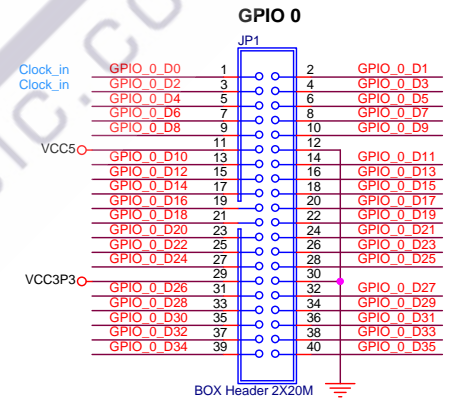 GPIO 0
JP1
Clock_in GPIO_0_D0 1 2 GPIO_0_D1
Clock_in GPIO_0_D2 3 4 GPIO_0_D3
GPIO_0_D4 5 6 GPIO_0_D5
GPIO_0_D6 7 8 GPIO_0_D7
GPIO_0_D8 9 10 GPIO_0_D9
VCC5 11 12
GPIO_0_D10 13 14 GPIO_0_D11
GPIO_0_D12 15 16 GPIO_0_D13
GPIO_0_D14 17 18 GPIO_0_D15
GPIO_0_D16 19 20 GPIO_0_D17
GPIO_0_D18 21 22 GPIO_0_D19
GPIO_0_D20 23 24 GPIO_0_D21
GPIO_0_D22 25 26 GPIO_0_D23
GPIO_0_D24 27 28 GPIO_0_D25
VCC3P3 29 30
GPIO_0_D26 31 32 GPIO_0_D27
GPIO_0_D28 33 34 GPIO_0_D29
GPIO_0_D30 35 36 GPIO_0_D31
GPIO_0_D32 37 38 GPIO_0_D33
GPIO_0_D34 39 40 GPIO_0_D35
BOX Header 2X20M